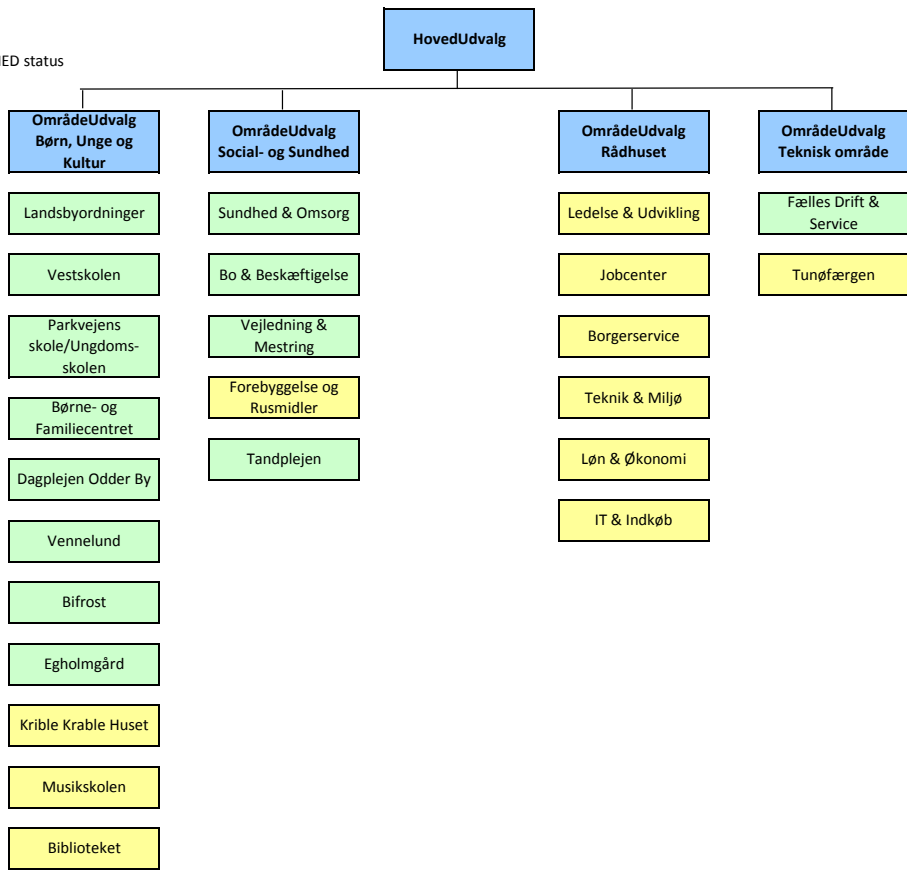 HovedUdvalg
MED status
OmrådeUdvalg
Børn, Unge og
Kultur
Landsbyordninger
Vestskolen
Parkvejens
skole/Ungdoms-
skolen
Børne- og
Familiecentret
Dagplejen Odder By
Vennelund
Bifrost
Egholmgård
Krible Krable Huset
Musikskolen
Biblioteket
OmrådeUdvalg
Social- og Sundhed
Sundhed & Omsorg
Bo & Beskæftigelse
Vejledning &
Mestring
Forebyggelse og
Rusmidler
Tandplejen
OmrådeUdvalg
Rådhuset
Ledelse & Udvikling
Jobcenter
Borgerservice
Teknik & Miljø
Løn & Økonomi
IT & Indkøb
OmrådeUdvalg
Teknisk område
Fælles Drift &
Service
Tunøfærgen